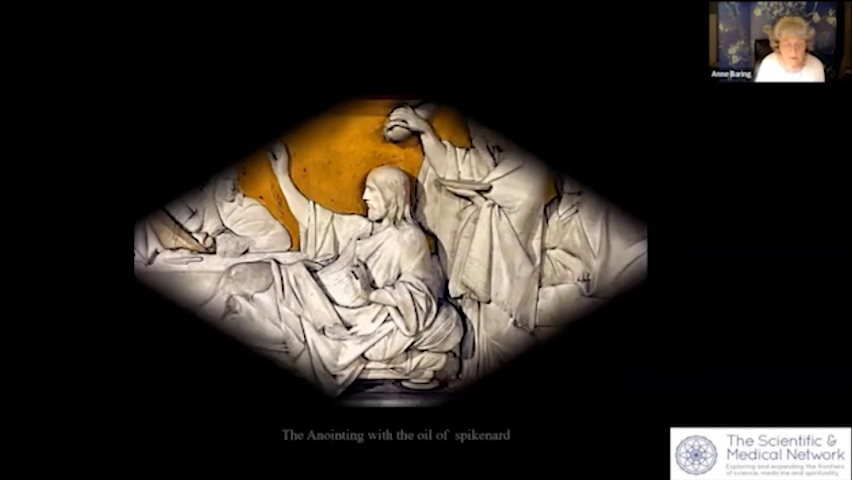 Anne Baring
The Anointing with the oil of spikenard
The Scientific &
Medical Network
Exploring and expanding the frontiers
of science, medicine and spirituality